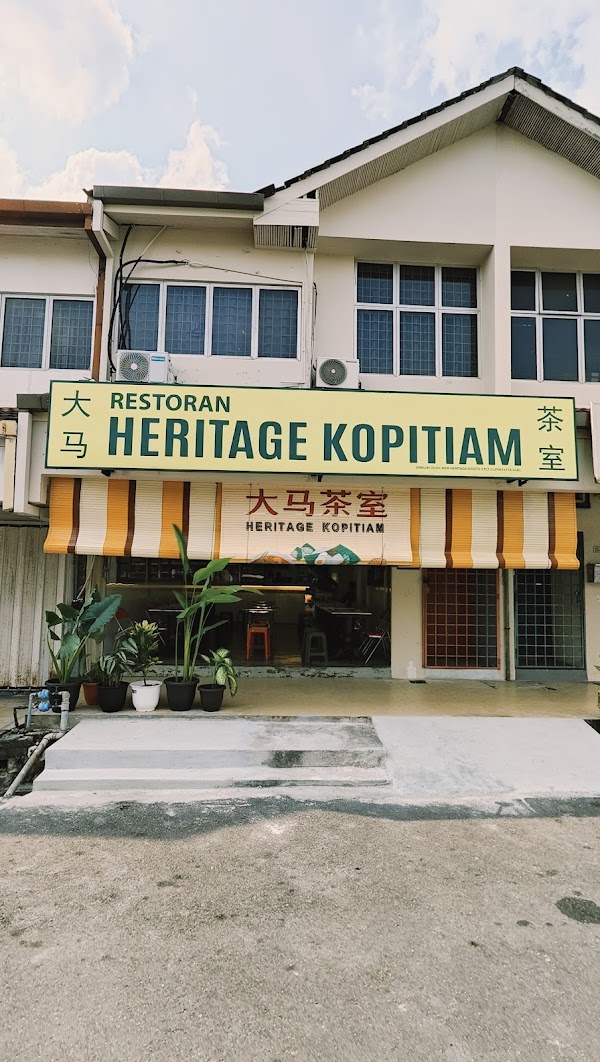 大马
RESTORAN
HERITAGE KOPITIAM
茶室
大马茶室
HERITAGE KOPITIAM